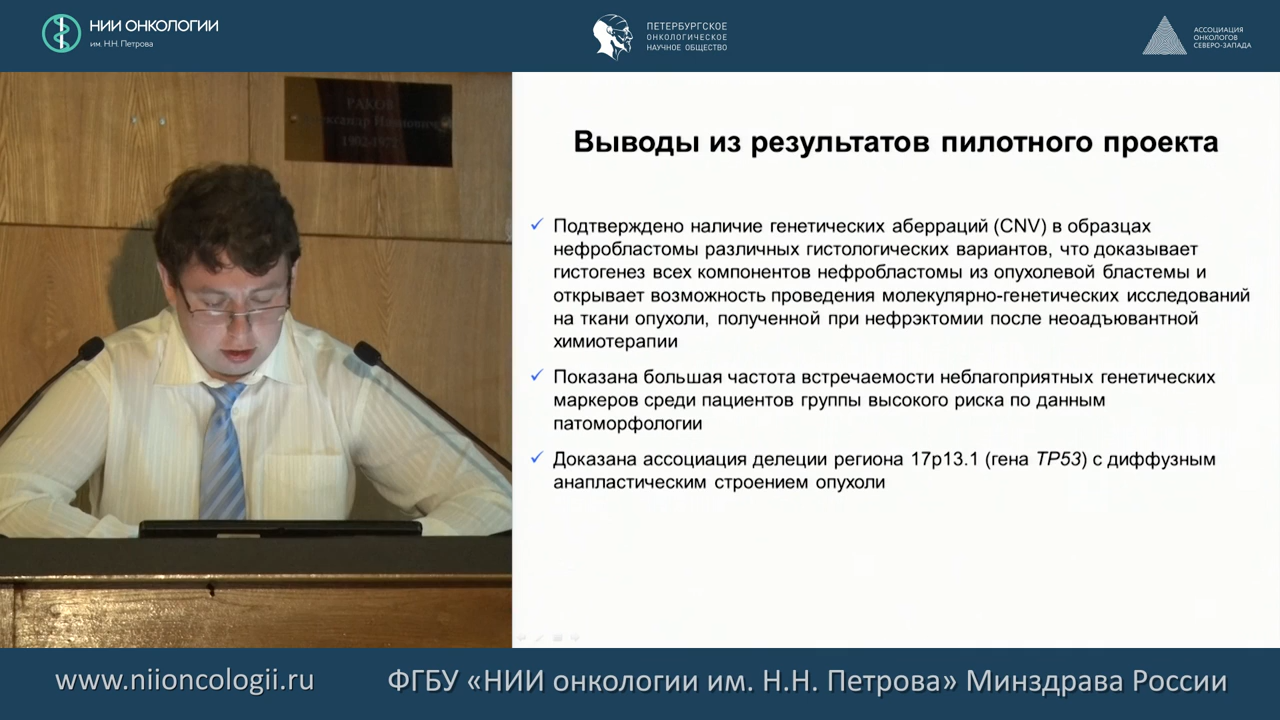 НИИ ОНКОЛОГИИ
им. Н.Н. Петрова
ПЕТЕРБУРГСКОЕ
ОНКОЛОГИЧЕСКОЕ
НАУЧНОЕ ОБЩЕСТВО
АССОЦИАЦИЯ
ОНКОЛОГОВ
СЕВЕРО-ЗАПАДА
РАКОВ
Иванович
1902-1972
Выводы из результатов пилотного проекта
Подтверждено наличие генетических аберраций (CNV) в образцах
нефробластомы различных гистологических вариантов, что доказывает
гистогенез всех компонентов нефробластомы из опухолевой бластемы и
открывает возможность проведения молекулярно-генетических исследований
на ткани опухоли, полученной при нефрэктомии после неоадъювантной
химиотерапии
Показана большая частота встречаемости неблагоприятных генетических
маркеров среди пациентов группы высокого риска по данным
патоморфологии
Доказана ассоциация делеции региона 17p13.1 (гена TP53) с диффузным
анапластическим строением опухоли
www.niioncologii.ru
ФГБУ «НИИ онкологии им. Н.Н. Петрова» Минздрава России